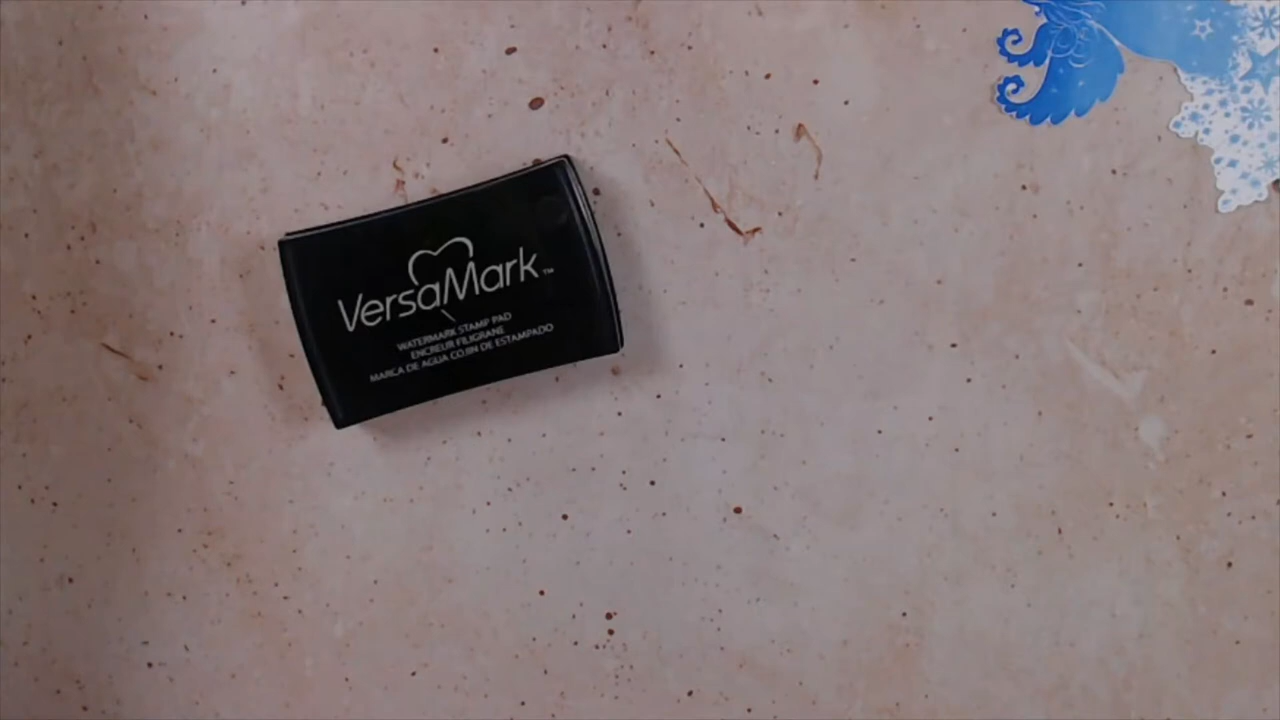 VersaMark™
WATERMARK STAMP PAD
ENCREUR FILIGRANE
MARCA DE AGUA COJIN DE ESTAMPADO